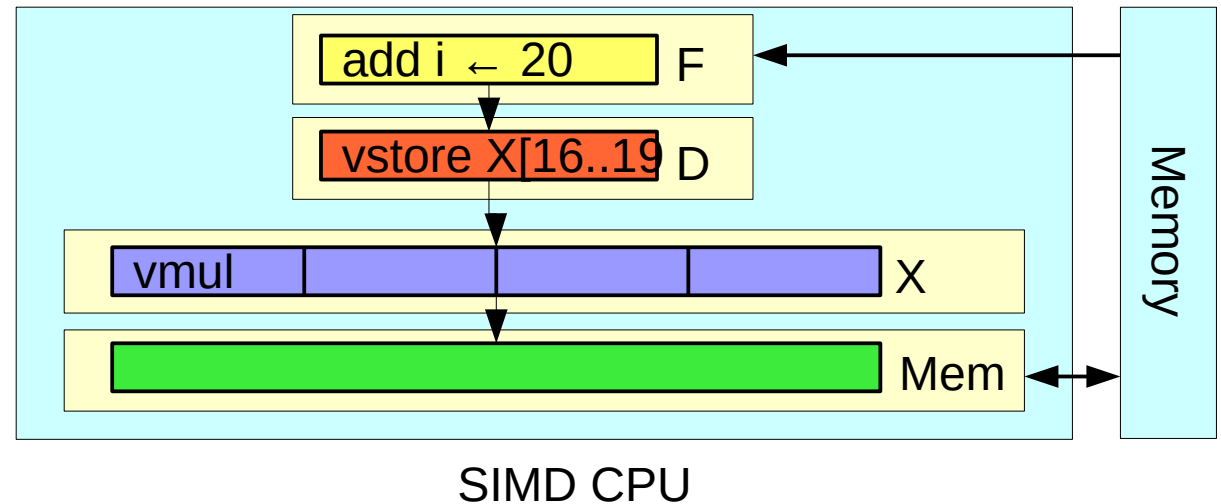 add i ← 20
F
vstore X[16..19
D
vmul
X
Mem
Memory
SIMD CPU